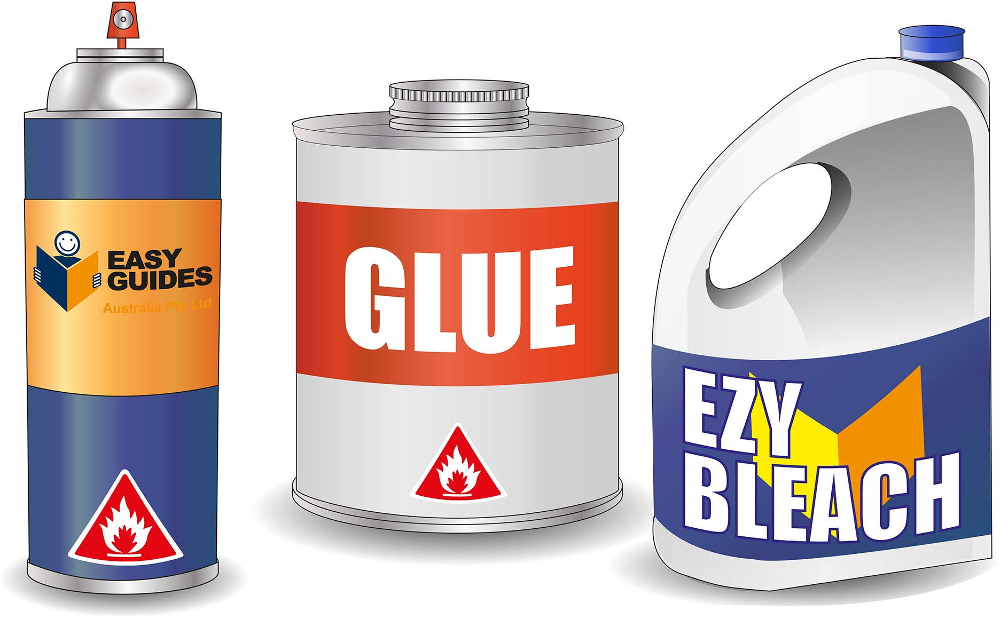 EASY
GUIDES
Australia Pty Ltd
GLUE
EZY
BLEACH